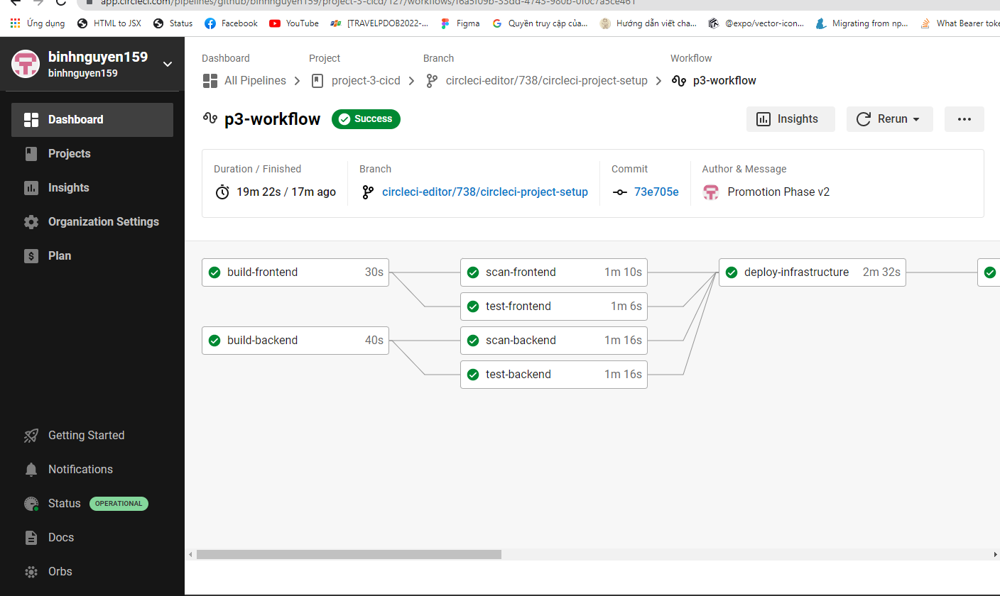 app.circleci.com/pipelines/github/binhnguyen159/project-3-cicd/127/workflows/
Ứng dụng HTML to JSX Status Facebook YouTube [TRAVELPDOB2022-... Figma Quyền truy cập của... Hướng dẫn viết cha... @expo/vector-icon... Migrating from np... What Bearer toke
binhnguyen159
binhnguyen159
Dashboard
Projects
Insights
Organization Settings
Plan
Getting Started
Notifications
Status OPERATIONAL
Docs
Orbs
Dashboard Project Branch Workflow
All Pipelines project-3-cicd circleci-editor/738/circleci-project-setup p3-workflow
p3-workflow Success Insights Rerun
Duration / Finished Branch Commit Author & Message
19m 22s / 17m ago circleci-editor/738/circleci-project-setup 73e705e Promotion Phase v2
build-frontend 30s scan-frontend 1m 10s deploy-infrastructure 2m 32s
test-frontend 1m 6s
build-backend 40s scan-backend 1m 16s
test-backend 1m 16s